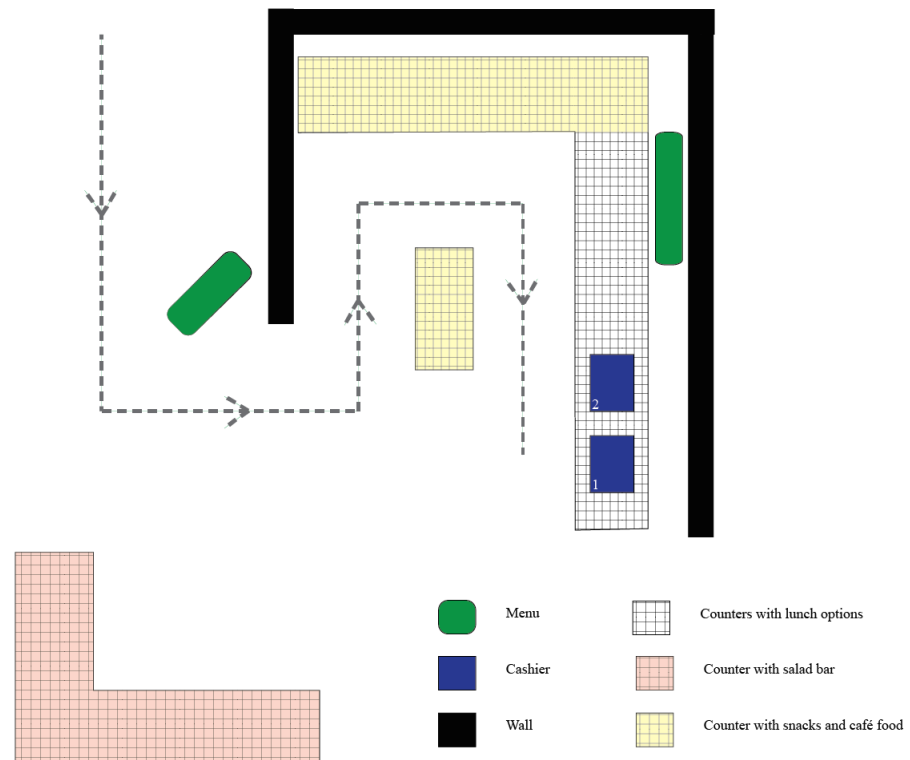 2
1
Menu
Counters with lunch options
Cashier
Counter with salad bar
Wall
Counter with snacks and café food